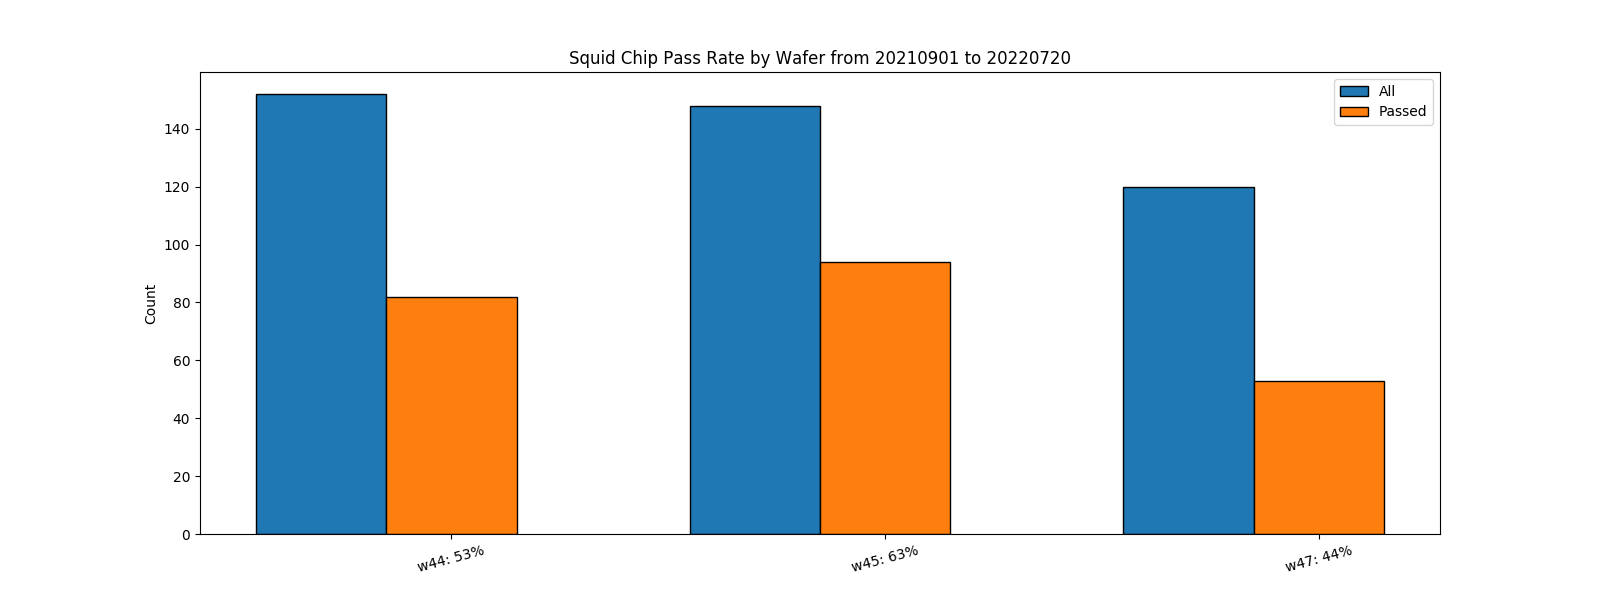 Squid Chip Pass Rate by Wafer from 20210901 to 20220720
All
Passed
140
120
100
80
60
40
20
0
Count
w44: 53%
w45: 63%
w47: 44%